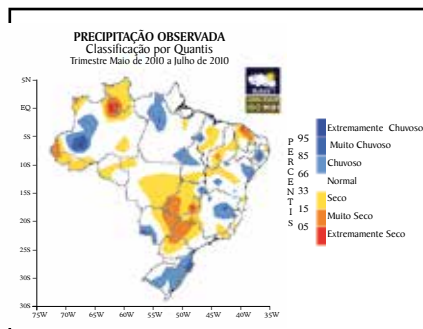 PRECIPITAÇÃO OBSERVADA
Classificação por Quantis
Trimestre Maio de 2010 a Julho de 2010
5N
EQ
5S
10S
15S
20S
25S
30S
75W 70W 65W 60W 55W 50W 45W 40W 35W
PERCENTIS
95
85
66
33
15
05
Extremamente Chuvoso
Muito Chuvoso
Chuvoso
Normal
Seco
Muito Seco
Extremamente Seco